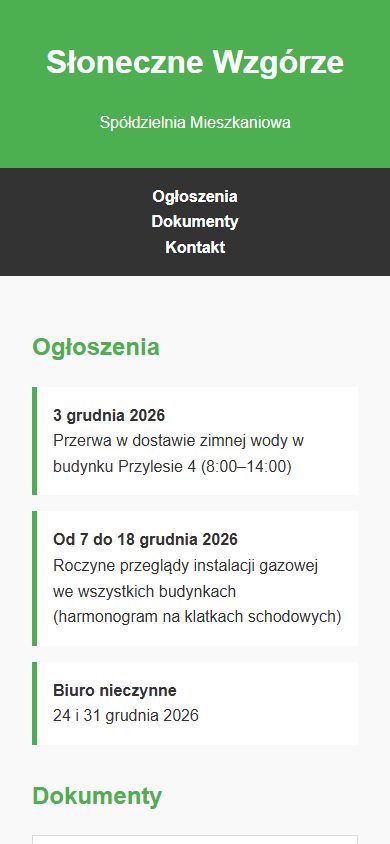 Słoneczne Wzgórze
Spółdzielnia Mieszkaniowa
Ogłoszenia
Dokumenty
Kontakt
Ogłoszenia
3 grudnia 2026
Przerwa w dostawie zimnej wody w
budynku Przylesie 4 (8:00–14:00)
Od 7 do 18 grudnia 2026
Roczyne przeglądy instalacji gazowej
we wszystkich budynkach
(harmonogram na klatkach schodowych)
Biuro nieczynne
24 i 31 grudnia 2026
Dokumenty